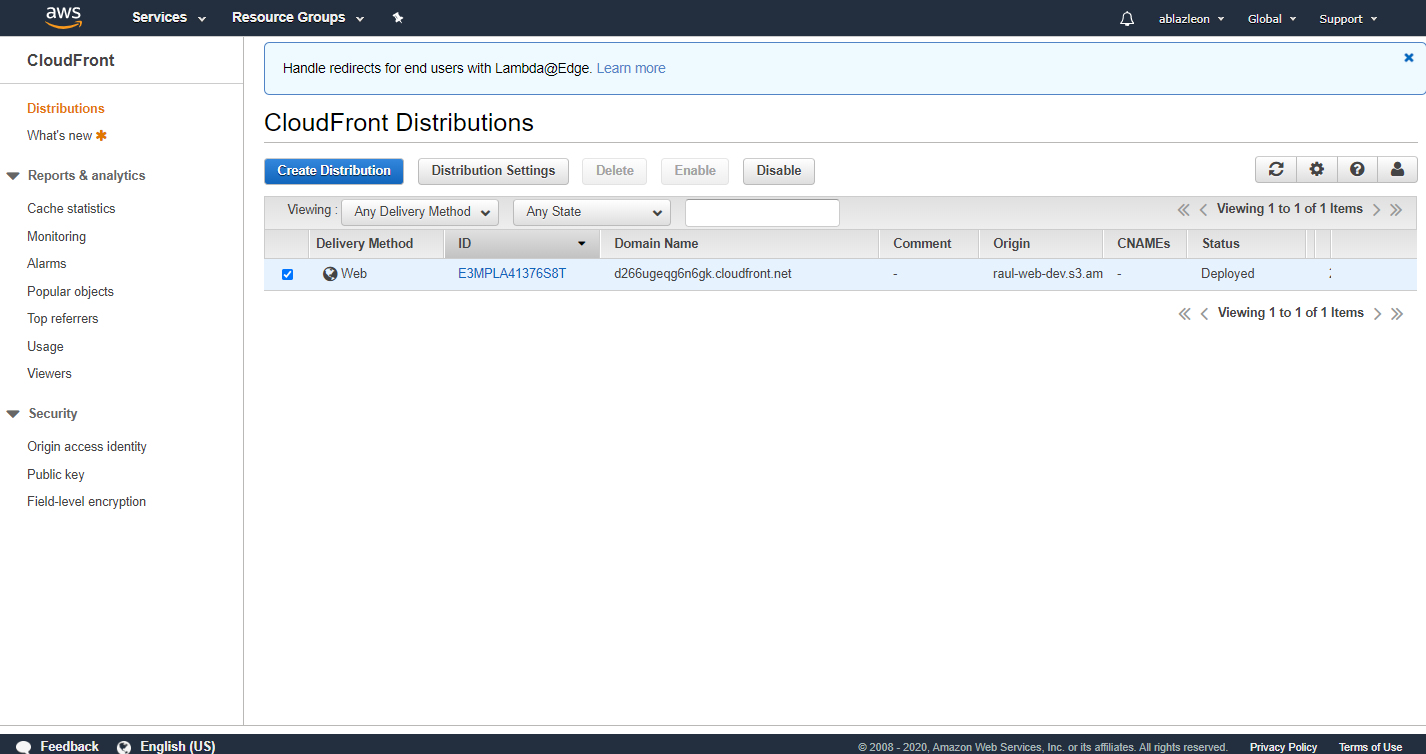 aws Services Resource Groups ablazleon Global Support
CloudFront
Distributions
What's new
Reports & analytics
Cache statistics
Monitoring
Alarms
Popular objects
Top referrers
Usage
Viewers
Security
Origin access identity
Public key
Field-level encryption
Handle redirects for end users with Lambda@Edge. Learn more
CloudFront Distributions
Create Distribution Distribution Settings Delete Enable Disable
Viewing : Any Delivery Method Any State Viewing 1 to 1 of 1 Items
Delivery Method ID Domain Name Comment Origin CNAMEs Status
Web E3MPLA41376S8T d266ugeqg6n6gk.cloudfront.net - raul-web-dev.s3.am - Deployed
Viewing 1 to 1 of 1 Items
Feedback English (US) © 2008 - 2020, Amazon Web Services, Inc. or its affiliates. All rights reserved. Privacy Policy Terms of Use